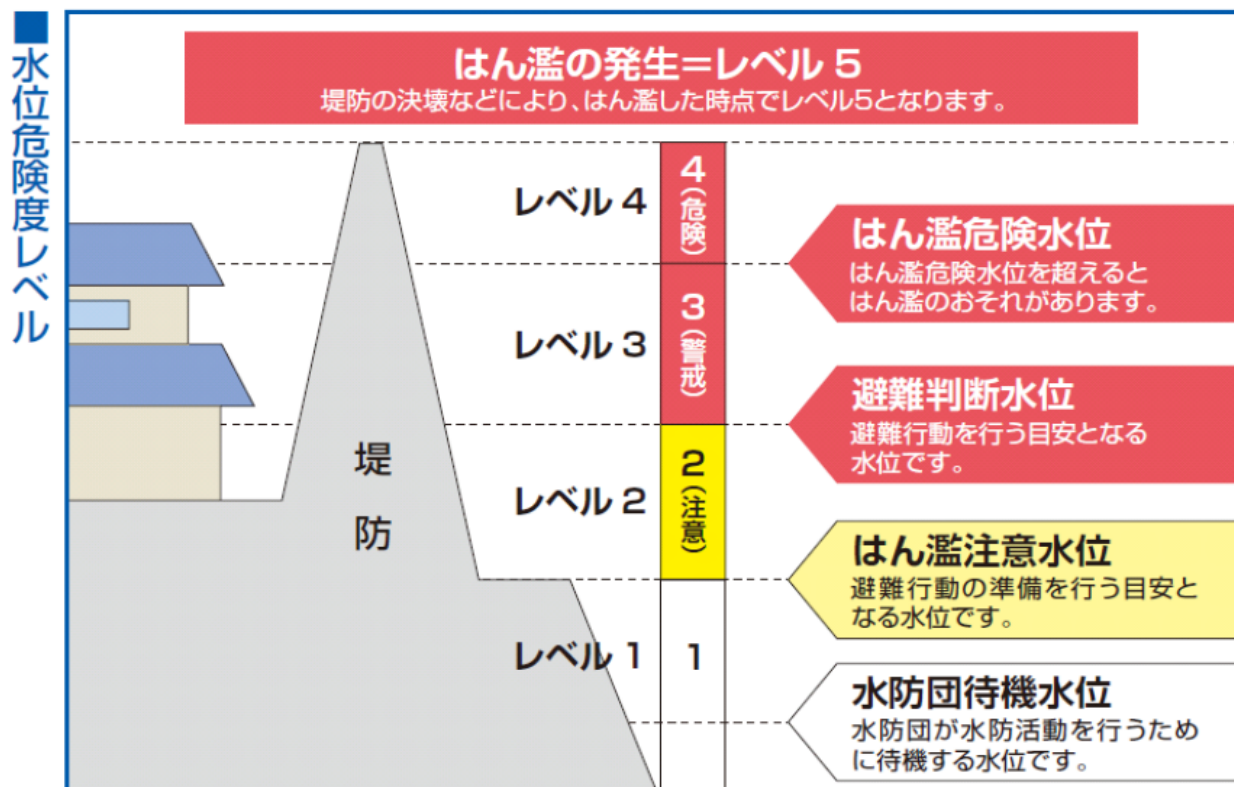 ■水位危険度レベル
はん濫の発生＝レベル 5
堤防の決壊などにより、はん濫した時点でレベル5となります。
レベル 4
4（危険）
はん濫危険水位
はん濫危険水位を超えると
はん濫のおそれがあります。
レベル 3
3（警戒）
避難判断水位
避難行動を行う目安となる
水位です。
堤防
レベル 2
2（注意）
はん濫注意水位
避難行動の準備を行う目安と
なる水位です。
レベル 1
1
水防団待機水位
水防団が水防活動を行うため
に待機する水位です。